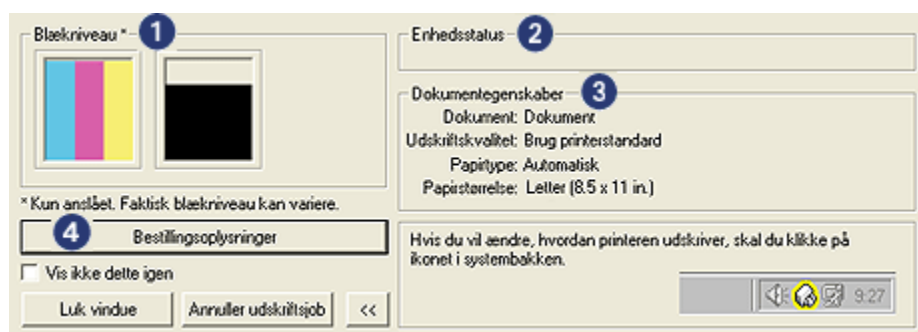 Blækniveau * 1
*Kun anslået. Faktisk blækniveau kan variere.
4 Bestillingsoplysninger
Vis ikke dette igen
Luk vindue Annuller udskriftsjob <<
Enhedsstatus 2
Dokumentegenskaber 3
Dokument: Dokument
Udskriftskvalitet: Brug printerstandard
Papirtype: Automatisk
Papirstørrelse: Letter (8.5 x 11 in.)
Hvis du vil ændre, hvordan printeren udskriver, skal du klikke på
ikonet i systembakken.
9:27